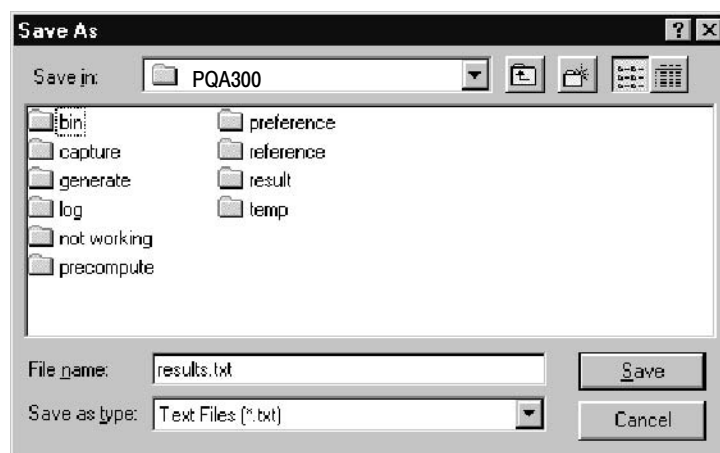 Save As
Save in: PQA300
bin preference
capture reference
generate result
log temp
not working
precompute
File name: results.txt Save
Save as type: Text Files (*.txt) Cancel